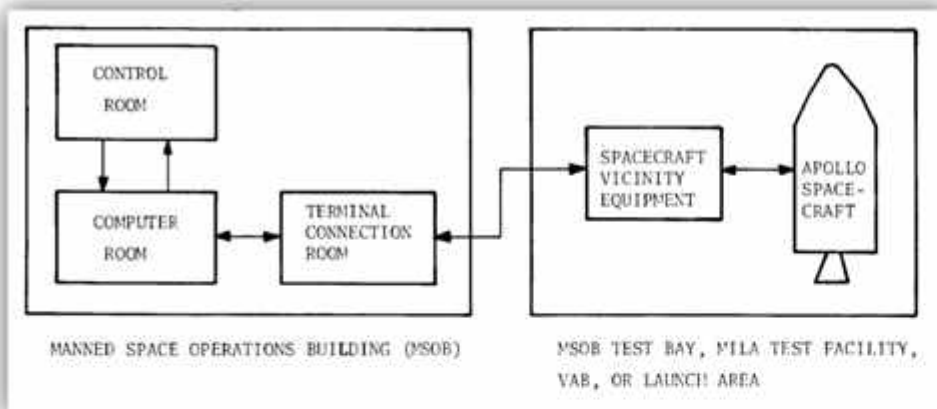 CONTROL
ROOM
COMPUTER
ROOM
TERMINAL
CONNECTION
ROOM
SPACECRAFT
VICINITY
EQUIPMENT
APOLLO
SPACE-
CRAFT
MANNED SPACE OPERATIONS BUILDING (MSOB)
MSOB TEST BAY, MILA TEST FACILITY,
VAB, OR LAUNCH AREA